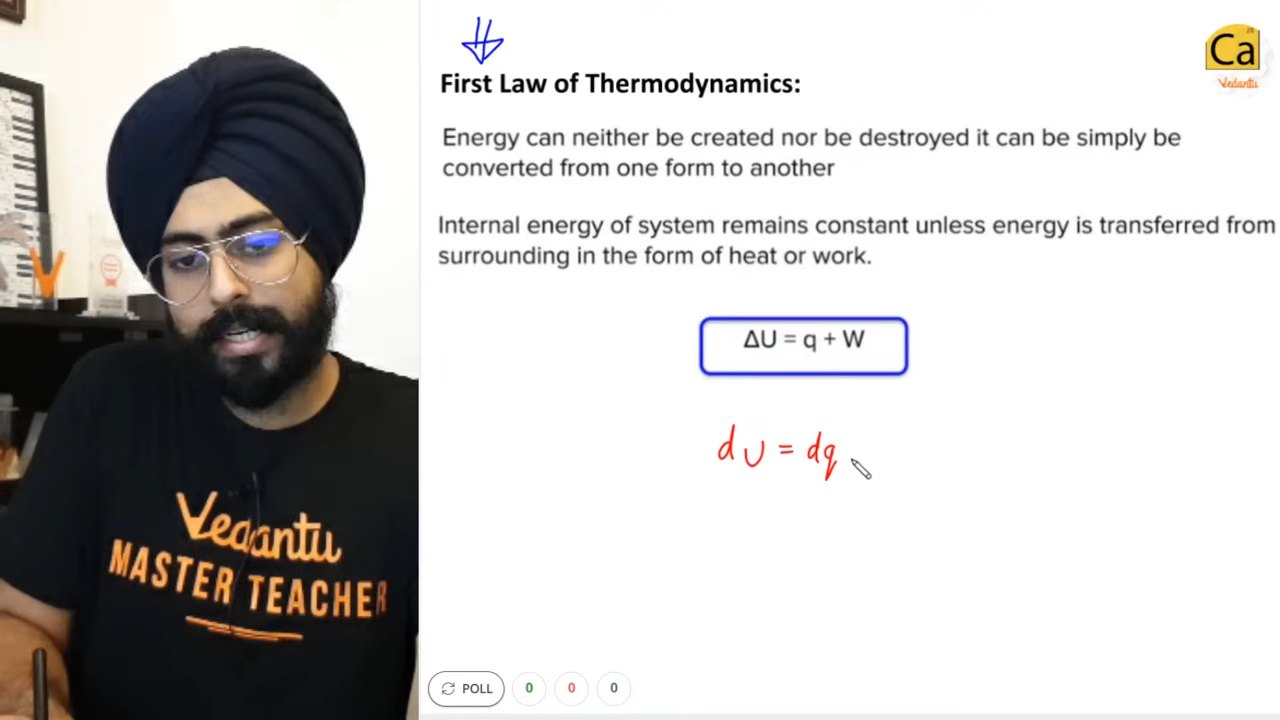 Ca
20
Vedantu
First Law of Thermodynamics:
Energy can neither be created nor be destroyed it can be simply be
converted from one form to another
Internal energy of system remains constant unless energy is transferred from
surrounding in the form of heat or work.
ΔU = q + W
dU = dq
Vedantu
MASTER TEACHER
POLL 0 0 0